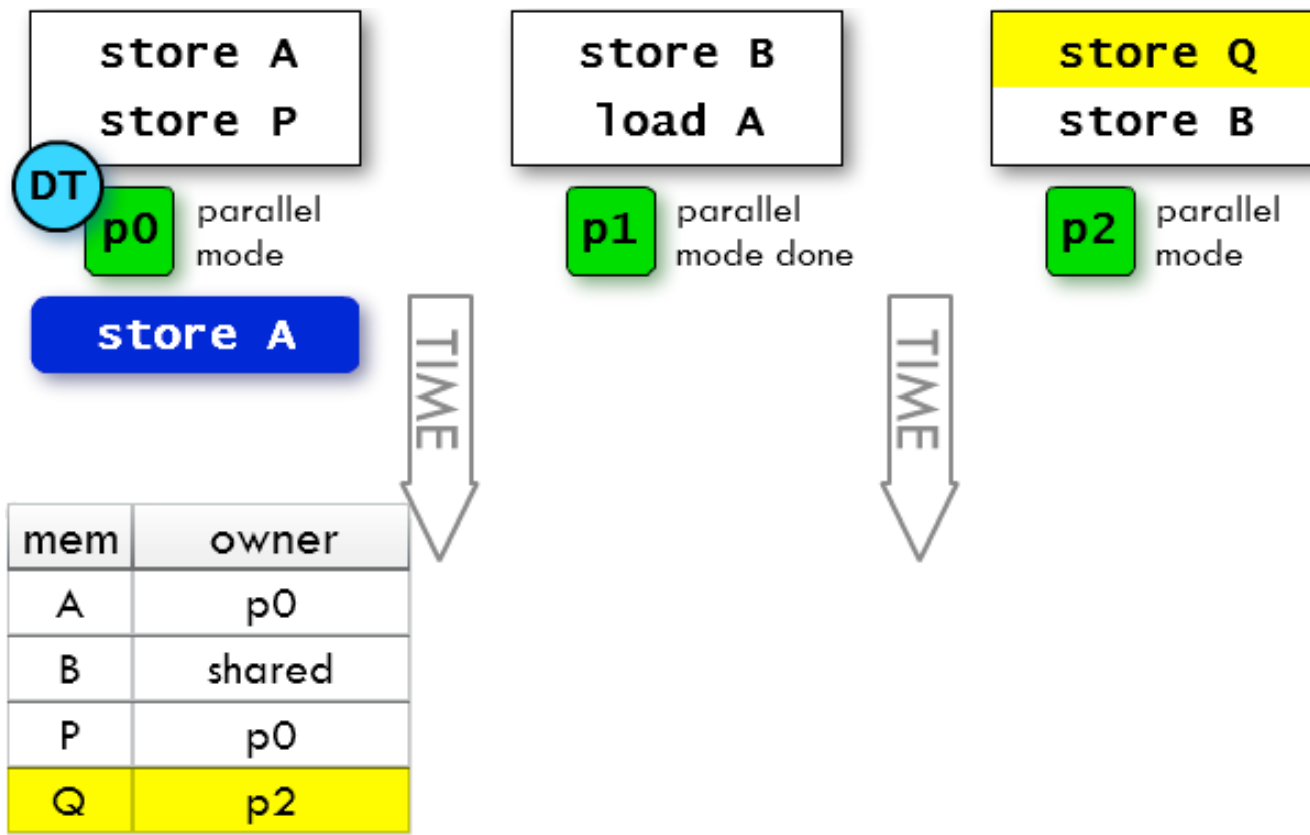 store A
store P
DT
p0
parallel
mode
store A
store B
load A
p1
parallel
mode done
store Q
store B
p2
parallel
mode
TIME
TIME
mem owner
A p0
B shared
P p0
Q p2